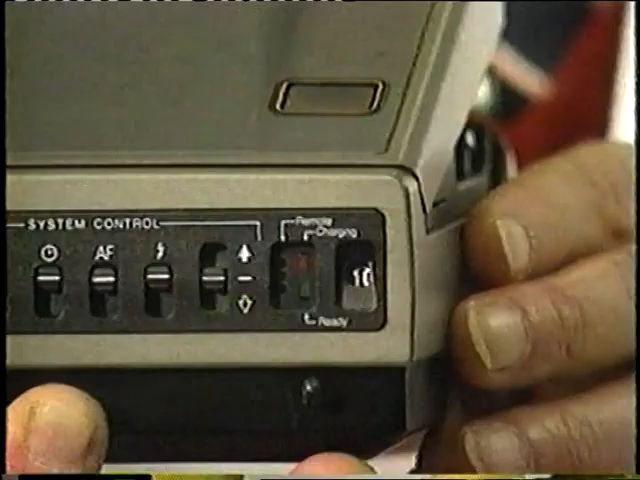 SYSTEM CONTROL
Remote
Charging
AF
10
Ready